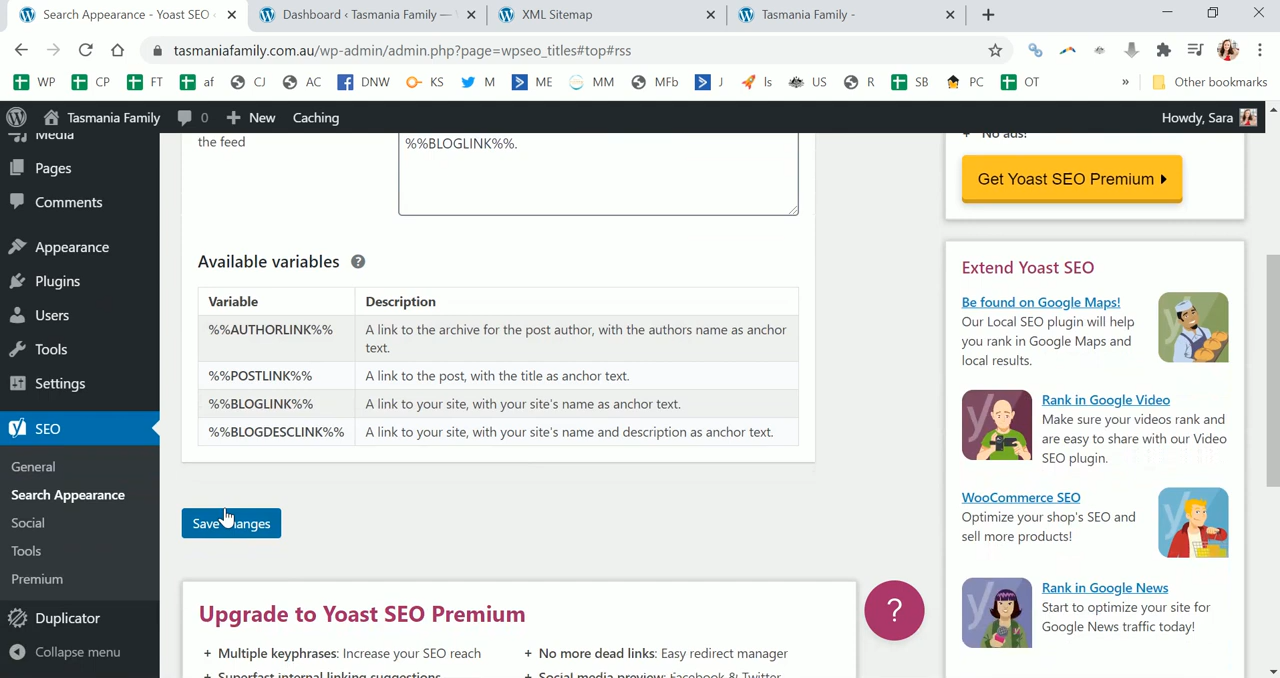 Search Appearance - Yoast SEO ‹
Dashboard ‹ Tasmania Family —
XML Sitemap
Tasmania Family -
tasmaniafamily.com.au/wp-admin/admin.php?page=wpseo_titles#top#rss
WP CP FT af CJ AC DNW KS M ME MM MFb J ls US R SB PC OT » Other bookmarks
Tasmania Family 0 New Caching Howdy, Sara
Media
Pages
Comments
Appearance
Plugins
Users
Tools
Settings
SEO
General
Search Appearance
Social
Tools
Premium
Duplicator
Collapse menu
the feed
%%BLOGLINK%%.
Available variables ?
Variable Description
%%AUTHORLINK%% A link to the archive for the post author, with the authors name as anchor
text.
%%POSTLINK%% A link to the post, with the title as anchor text.
%%BLOGLINK%% A link to your site, with your site's name as anchor text.
%%BLOGDESCLINK%% A link to your site, with your site's name and description as anchor text.
Save Changes
Upgrade to Yoast SEO Premium
+ Multiple keyphrases: Increase your SEO reach
+ No more dead links: Easy redirect manager
+ Superfast internal linking suggestions
+ Social media preview: Facebook & Twitter
?
+ No ads!
Get Yoast SEO Premium
Extend Yoast SEO
Be found on Google Maps!
Our Local SEO plugin will help
you rank in Google Maps and
local results.
Rank in Google Video
Make sure your videos rank and
are easy to share with our Video
SEO plugin.
WooCommerce SEO
Optimize your shop's SEO and
sell more products!
Rank in Google News
Start to optimize your site for
Google News traffic today!